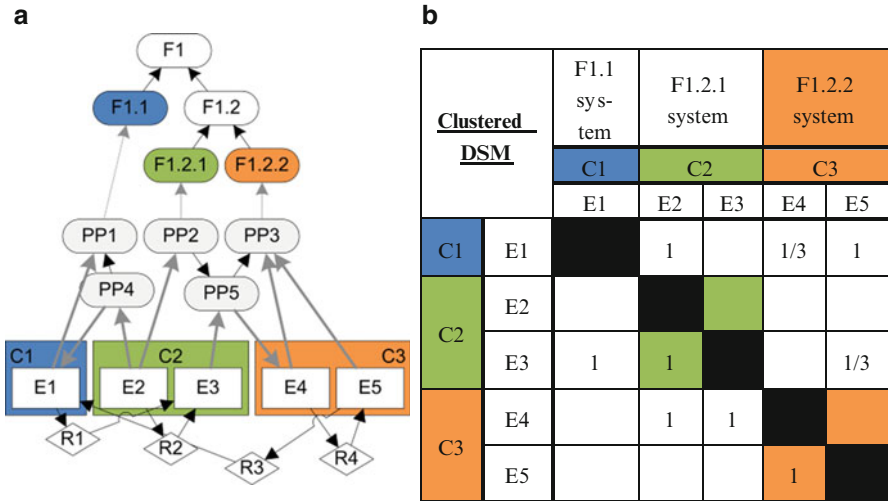 a
F1
F1.1
F1.2
F1.2.1
F1.2.2
PP1
PP2
PP3
PP4
PP5
C1
C2
C3
E1
E2
E3
E4
E5
R1
R2
R3
R4
b
Clustered
DSM
F1.1
sys-
tem
F1.2.1
system
F1.2.2
system
C1 C2 C3
E1 E2 E3 E4 E5
C1 E1 1 1/3 1
C2 E2
E3 1 1 1/3
C3 E4 1 1
E5 1